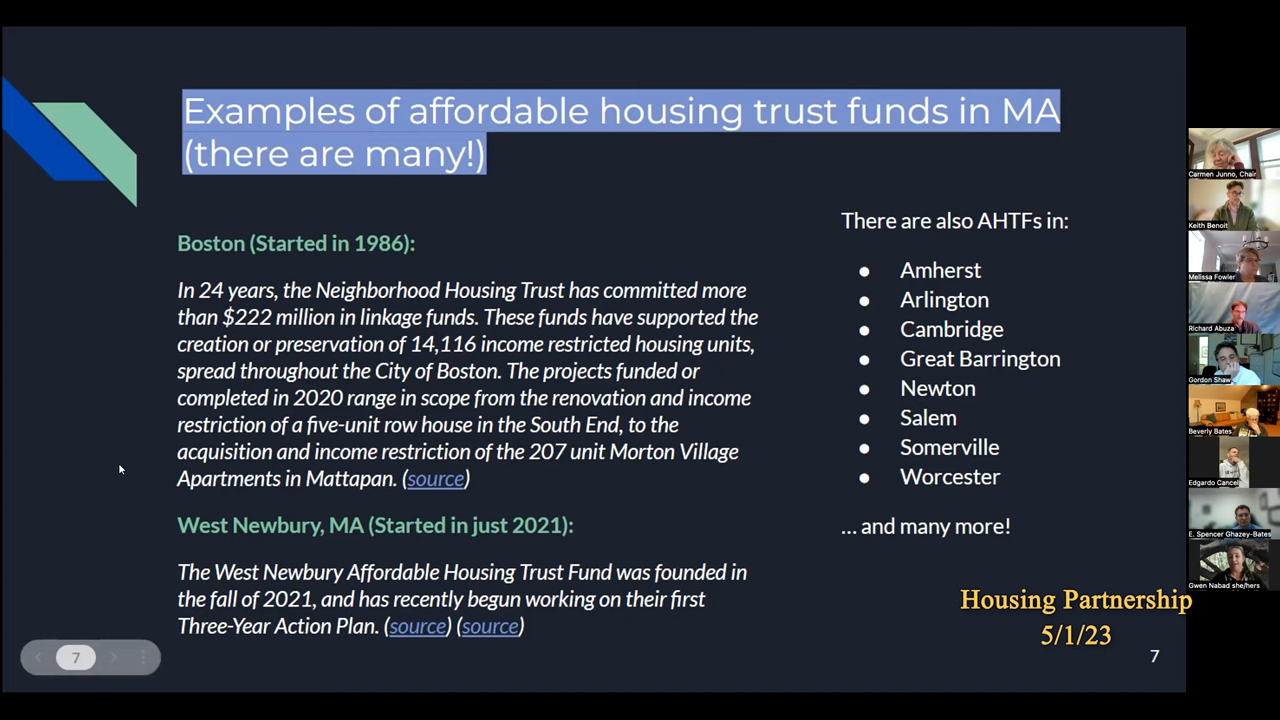 Examples of affordable housing trust funds in MA
(there are many!)
Boston (Started in 1986):
In 24 years, the Neighborhood Housing Trust has committed more
than $222 million in linkage funds. These funds have supported the
creation or preservation of 14,116 income restricted housing units,
spread throughout the City of Boston. The projects funded or
completed in 2020 range in scope from the renovation and income
restriction of a five-unit row house in the South End, to the
acquisition and income restriction of the 207 unit Morton Village
Apartments in Mattapan. (source)
West Newbury, MA (Started in just 2021):
The West Newbury Affordable Housing Trust Fund was founded in
the fall of 2021, and has recently begun working on their first
Three-Year Action Plan. (source) (source)
There are also AHTFs in:
● Amherst
● Arlington
● Cambridge
● Great Barrington
● Newton
● Salem
● Somerville
● Worcester
... and many more!
Housing Partnership
5/1/23
7
7
Carmen Junno, Chair
Keith Benoit
Melissa Fowler
Richard Abuza
Gordon Shaw
Beverly Bates
Edgardo Cancel
E. Spencer Ghazey-Bates
Gwen Nabad she/hers